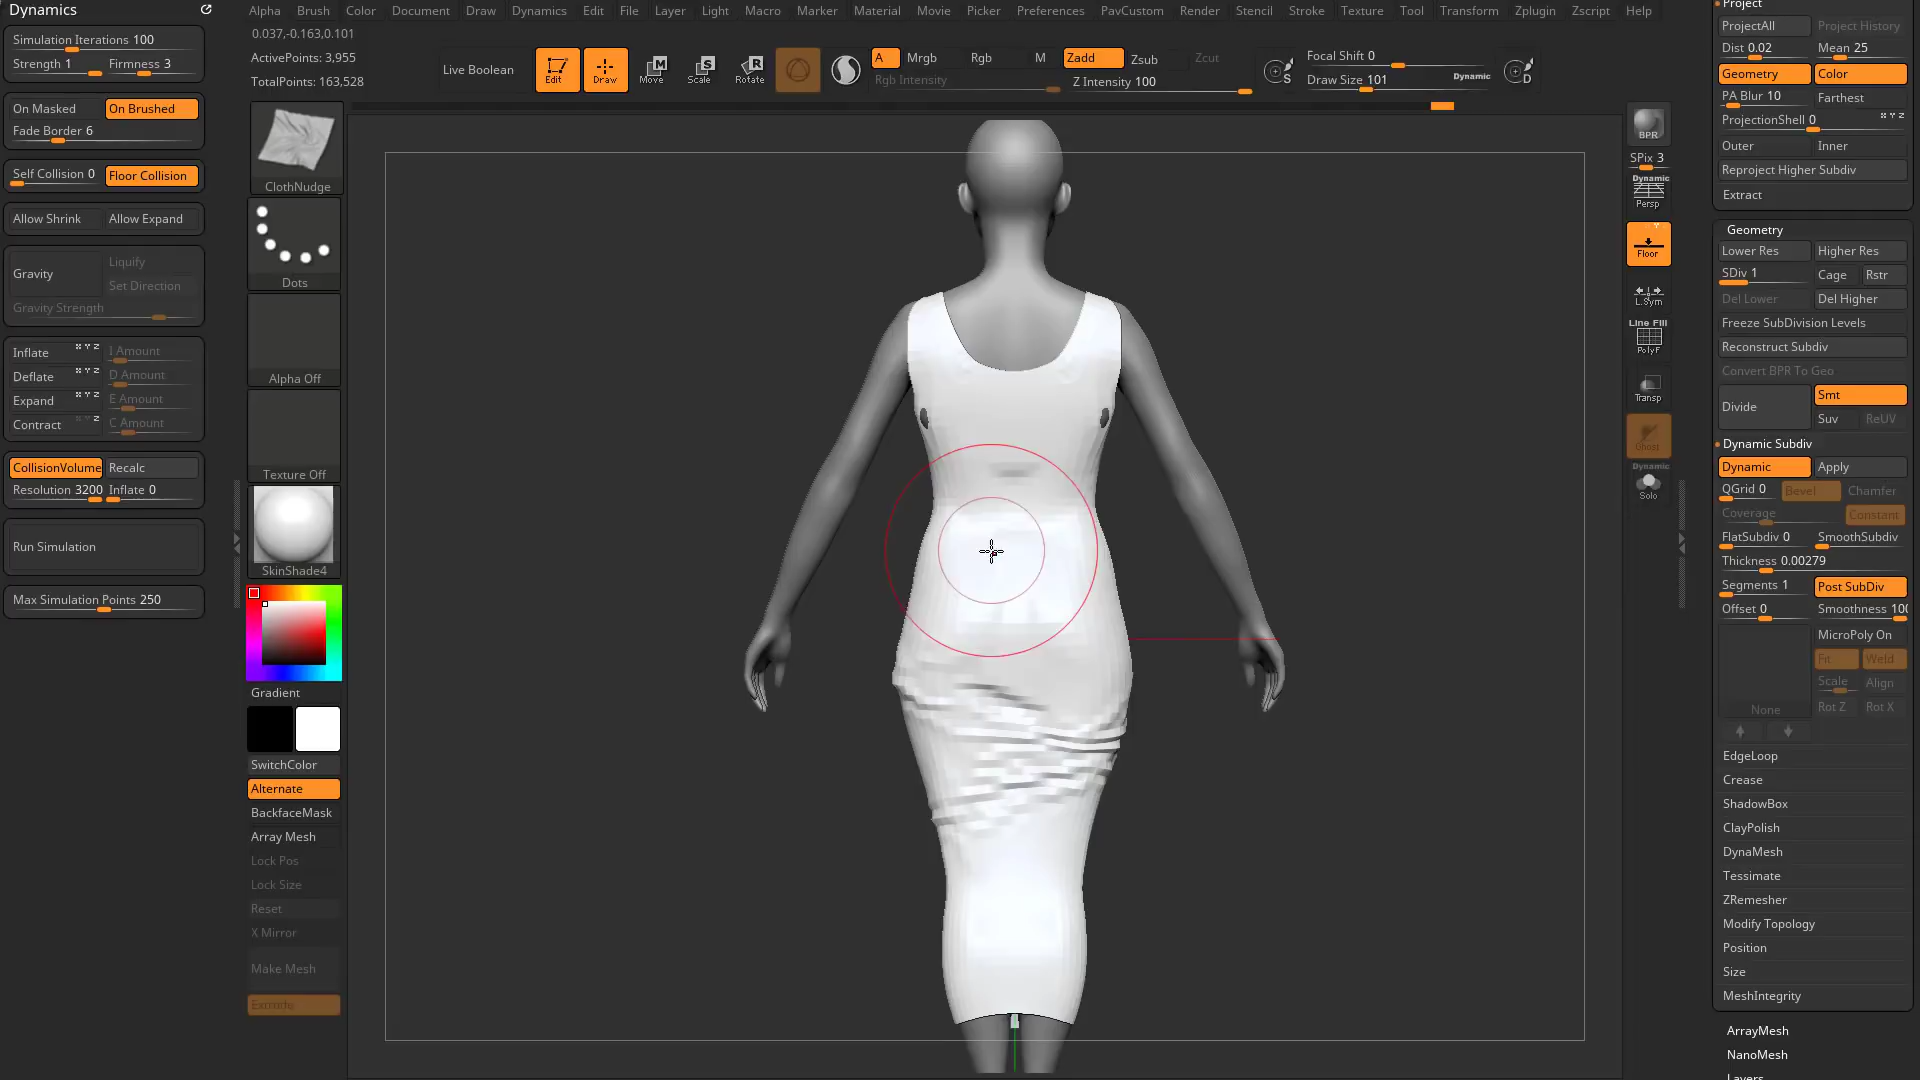 Dynamics
Alpha Brush Color Document Draw Dynamics Edit File Layer Light Macro Marker Material Movie Picker Preferences PavCustom Render Stencil Stroke Texture Tool Transform Zplugin Zscript Help
0.037,-0.163,0.101
ActivePoints: 3,955
TotalPoints: 163,528
Live Boolean
Edit
Draw
Move
Scale
Rotate
A Mrgb Rgb M
Rgb Intensity
Zadd Zsub Zcut
Z Intensity 100
Focal Shift 0
Draw Size 101 Dynamic
Simulation Iterations 100
Strength 1 Firmness 3
On Masked On Brushed
Fade Border 6
Self Collision 0 Floor Collision
Allow Shrink Allow Expand
Gravity Liquify
Set Direction
Gravity Strength
Inflate X Y Z I Amount
Deflate X Y Z D Amount
Expand X Y Z E Amount
Contract X Y Z C Amount
CollisionVolume Recalc
Resolution 3200 Inflate 0
Run Simulation
Max Simulation Points 250
ClothNudge
Dots
Alpha Off
Texture Off
SkinShade4
Gradient
SwitchColor
Alternate
BackfaceMask
Array Mesh
Lock Pos
Lock Size
Reset
X Mirror
Make Mesh
Extrude
BPR
SPix 3
Dynamic
Persp
Floor
L.Sym
Line Fill
PolyF
Transp
Ghost
Dynamic
Solo
Project
ProjectAll Project History
Dist 0.02 Mean 25
Geometry Color
PA Blur 10 Farthest
ProjectionShell 0 X Y Z
Outer Inner
Reproject Higher Subdiv
Extract
Geometry
Lower Res Higher Res
SDiv 1 Cage Rstr
Del Lower Del Higher
Freeze SubDivision Levels
Reconstruct Subdiv
Convert BPR To Geo
Divide Smt
Suv ReUV
Dynamic Subdiv
Dynamic Apply
QGrid 0 Bevel Chamfer
Coverage Constant
FlatSubdiv 0 SmoothSubdiv
Thickness 0.00279
Segments 1 Post SubDiv
Offset 0 Smoothness 100
MicroPoly On
Fit Weld
Scale Align
None Rot Z Rot X
EdgeLoop
Crease
ShadowBox
ClayPolish
DynaMesh
Tessimate
ZRemesher
Modify Topology
Position
Size
MeshIntegrity
ArrayMesh
NanoMesh
Layers